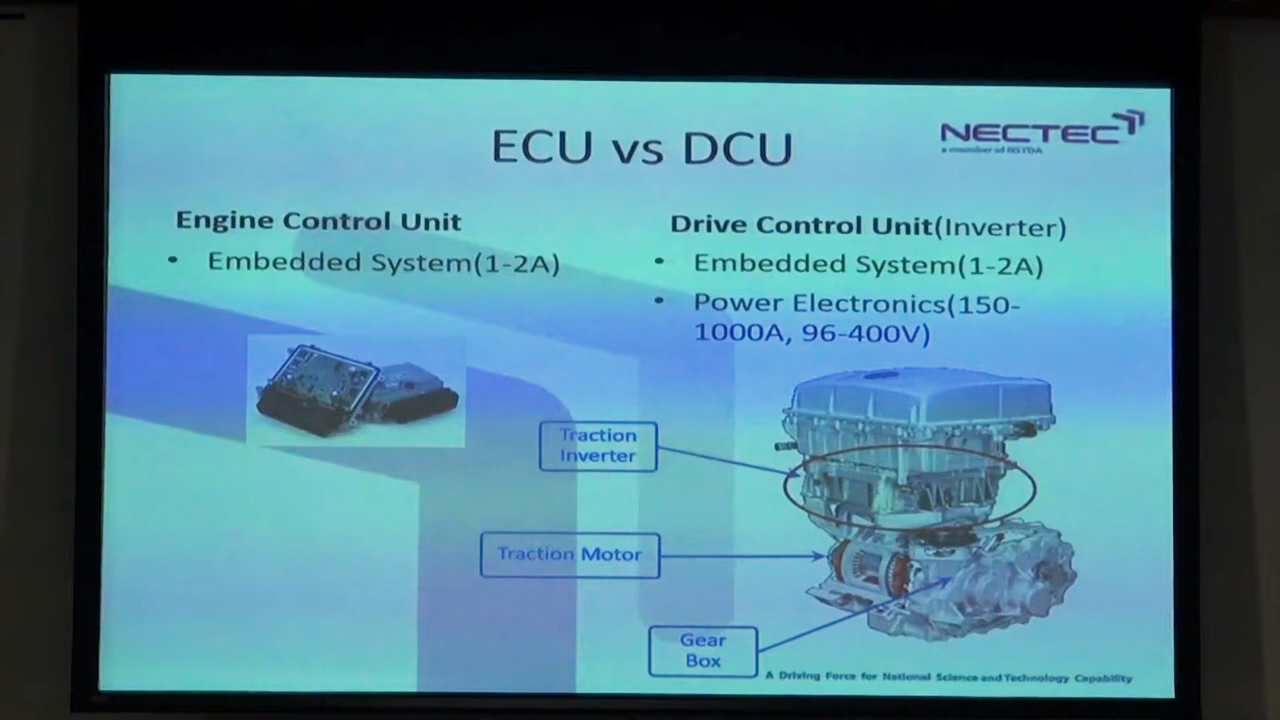 ECU vs DCU
NECTEC
a member of NSTDA
Engine Control Unit
• Embedded System(1-2A)
Drive Control Unit(Inverter)
• Embedded System(1-2A)
• Power Electronics(150-
1000A, 96-400V)
Traction
Inverter
Traction Motor
Gear
Box
A Driving Force for National Science and Technology Capability